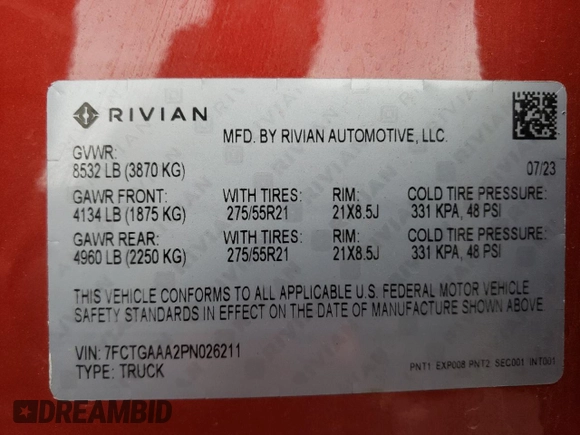 RIVIAN
MFD. BY RIVIAN AUTOMOTIVE, LLC.
GVWR:
8532 LB (3870 KG) 07/23
GAWR FRONT: WITH TIRES: RIM: COLD TIRE PRESSURE:
4134 LB (1875 KG) 275/55R21 21X8.5J 331 KPA, 48 PSI
GAWR REAR: WITH TIRES: RIM: COLD TIRE PRESSURE:
4960 LB (2250 KG) 275/55R21 21X8.5J 331 KPA, 48 PSI
THIS VEHICLE CONFORMS TO ALL APPLICABLE U.S. FEDERAL MOTOR VEHICLE
SAFETY STANDARDS IN EFFECT ON THE DATE OF MANUFACTURE SHOWN ABOVE
VIN: 7FCTGAAA2PN026211
TYPE: TRUCK PNT1 EXP008 PNT2 SEC001 INT001
DREAMBID